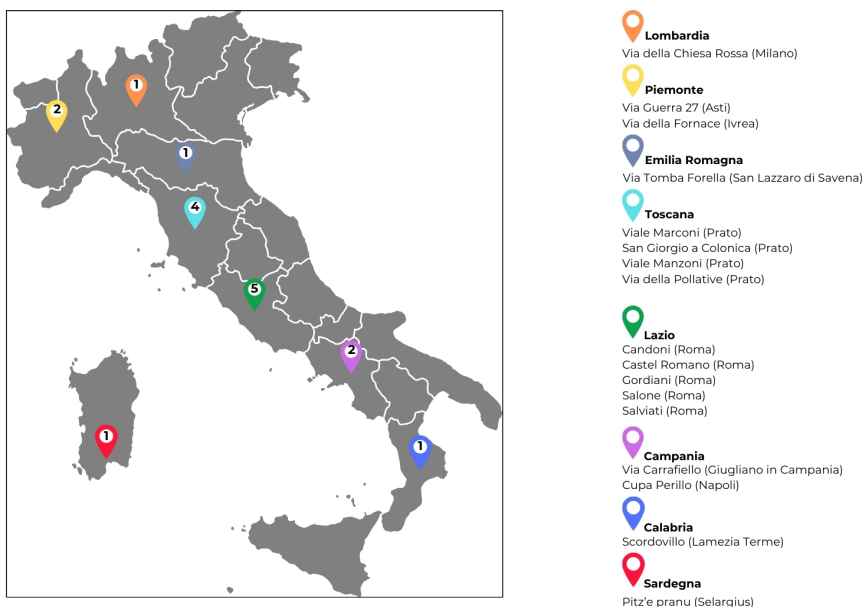 1
2
1
4
5
2
1
1
Lombardia
Via della Chiesa Rossa (Milano)
Piemonte
Via Guerra 27 (Asti)
Via della Fornace (Ivrea)
Emilia Romagna
Via Tomba Forella (San Lazzaro di Savena)
Toscana
Viale Marconi (Prato)
San Giorgio a Colonica (Prato)
Viale Manzoni (Prato)
Via della Pollative (Prato)
Lazio
Candoni (Roma)
Castel Romano (Roma)
Gordiani (Roma)
Salone (Roma)
Salviati (Roma)
Campania
Via Carrafiello (Giugliano in Campania)
Cupa Perillo (Napoli)
Calabria
Scordovillo (Lamezia Terme)
Sardegna
Pitz'e pranu (Selargius)